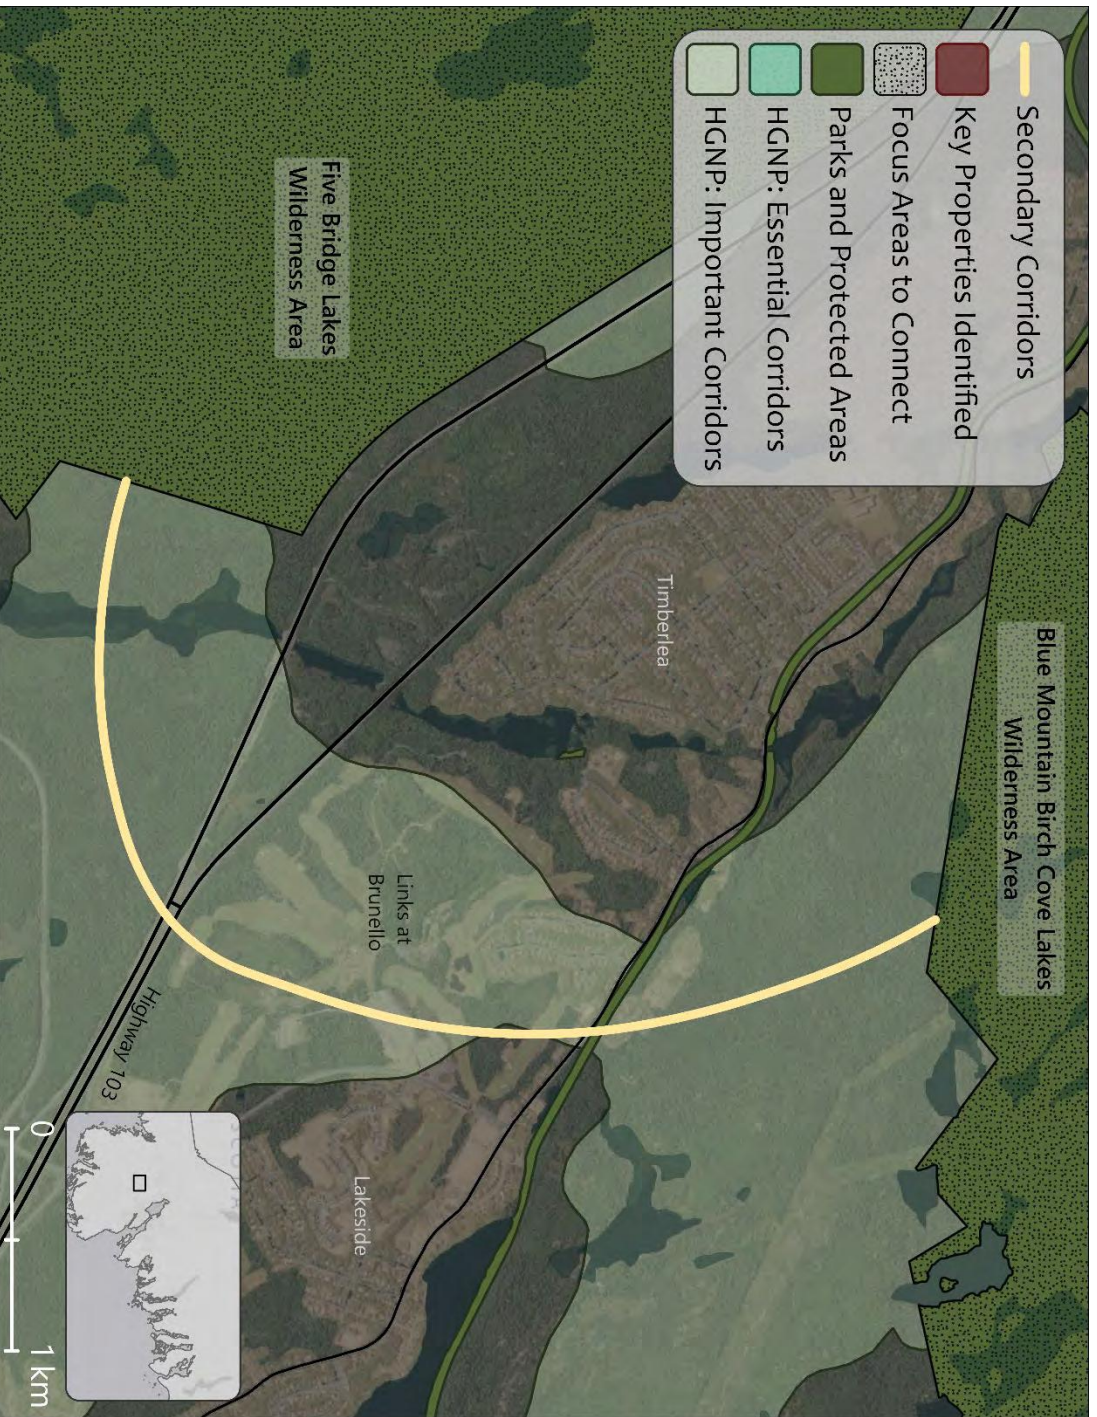 Secondary Corridors
Key Properties Identified
Focus Areas to Connect
Parks and Protected Areas
HGNP: Essential Corridors
HGNP: Important Corridors
Blue Mountain Birch Cove Lakes
Wilderness Area
Timberlea
Five Bridge Lakes
Wilderness Area
Links at
Brunello
Lakeside
Highway 103
0
1 km